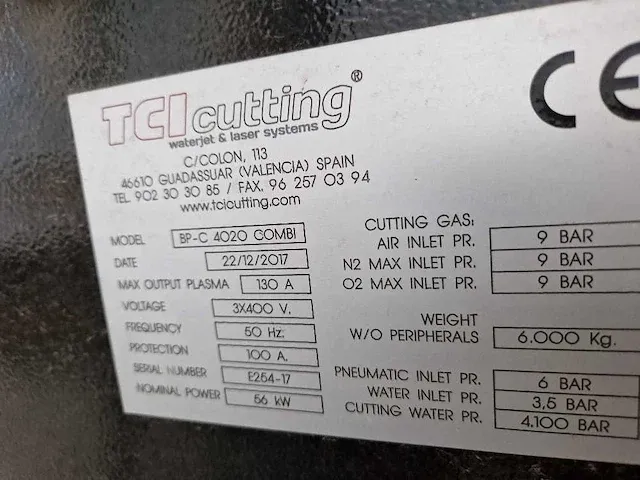 TCI cutting®
waterjet & laser systems
C/COLON, 113
46610 GUADASSUAR (VALENCIA) SPAIN
TEL 902 30 30 85 / FAX. 96 257 03 94
www.tcicutting.com
CE
MODEL BP-C 4020 COMBI
DATE 22/12/2017
MAX OUTPUT PLASMA 130 A
VOLTAGE 3X400 V.
FREQUENCY 50 Hz.
PROTECTION 100 A.
SERIAL NUMBER E254-17
NOMINAL POWER 56 kW
CUTTING GAS:
AIR INLET PR. 9 BAR
N2 MAX INLET PR. 9 BAR
O2 MAX INLET PR. 9 BAR
WEIGHT
W/O PERIPHERALS 6.000 Kg.
PNEUMATIC INLET PR. 6 BAR
WATER INLET PR. 3,5 BAR
CUTTING WATER PR. 4.100 BAR